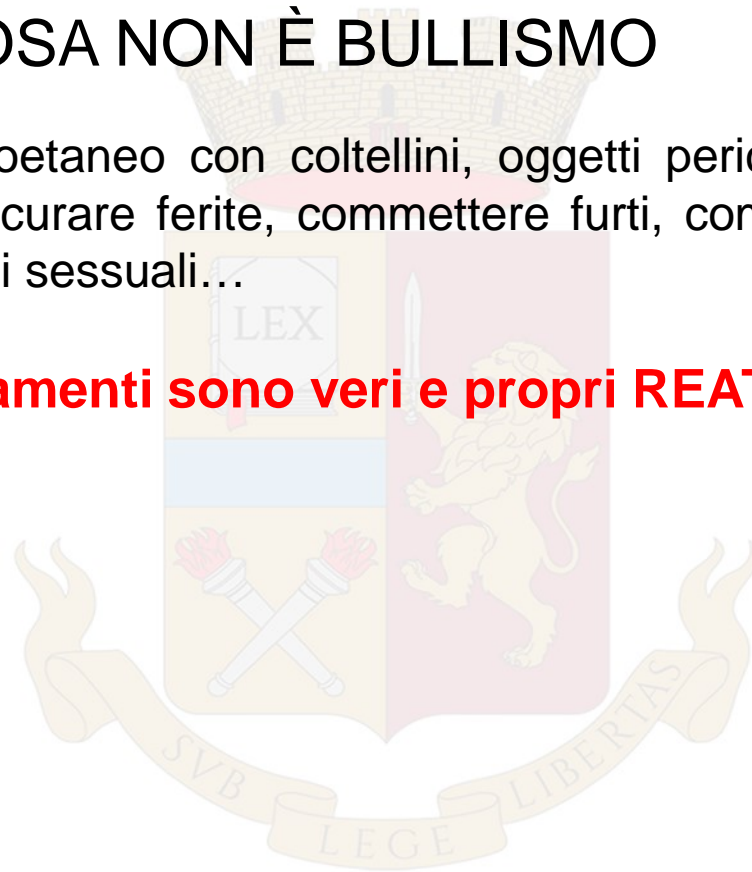 OSA NON È BULLISMO
oetaneo con coltellini, oggetti peric
curare ferite, commettere furti, con
i sessuali…
amenti sono veri e propri REAT
LEX
SVB LEGE LIBERTAS